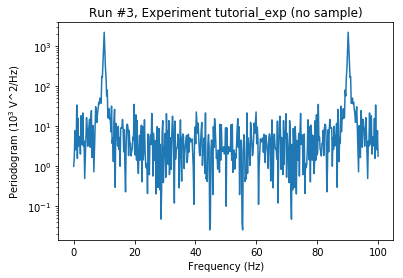 Run #3, Experiment tutorial_exp (no sample)
Periodogram (10³ V^2/Hz)
10³
10²
10¹
10⁰
10⁻¹
0 20 40 60 80 100
Frequency (Hz)